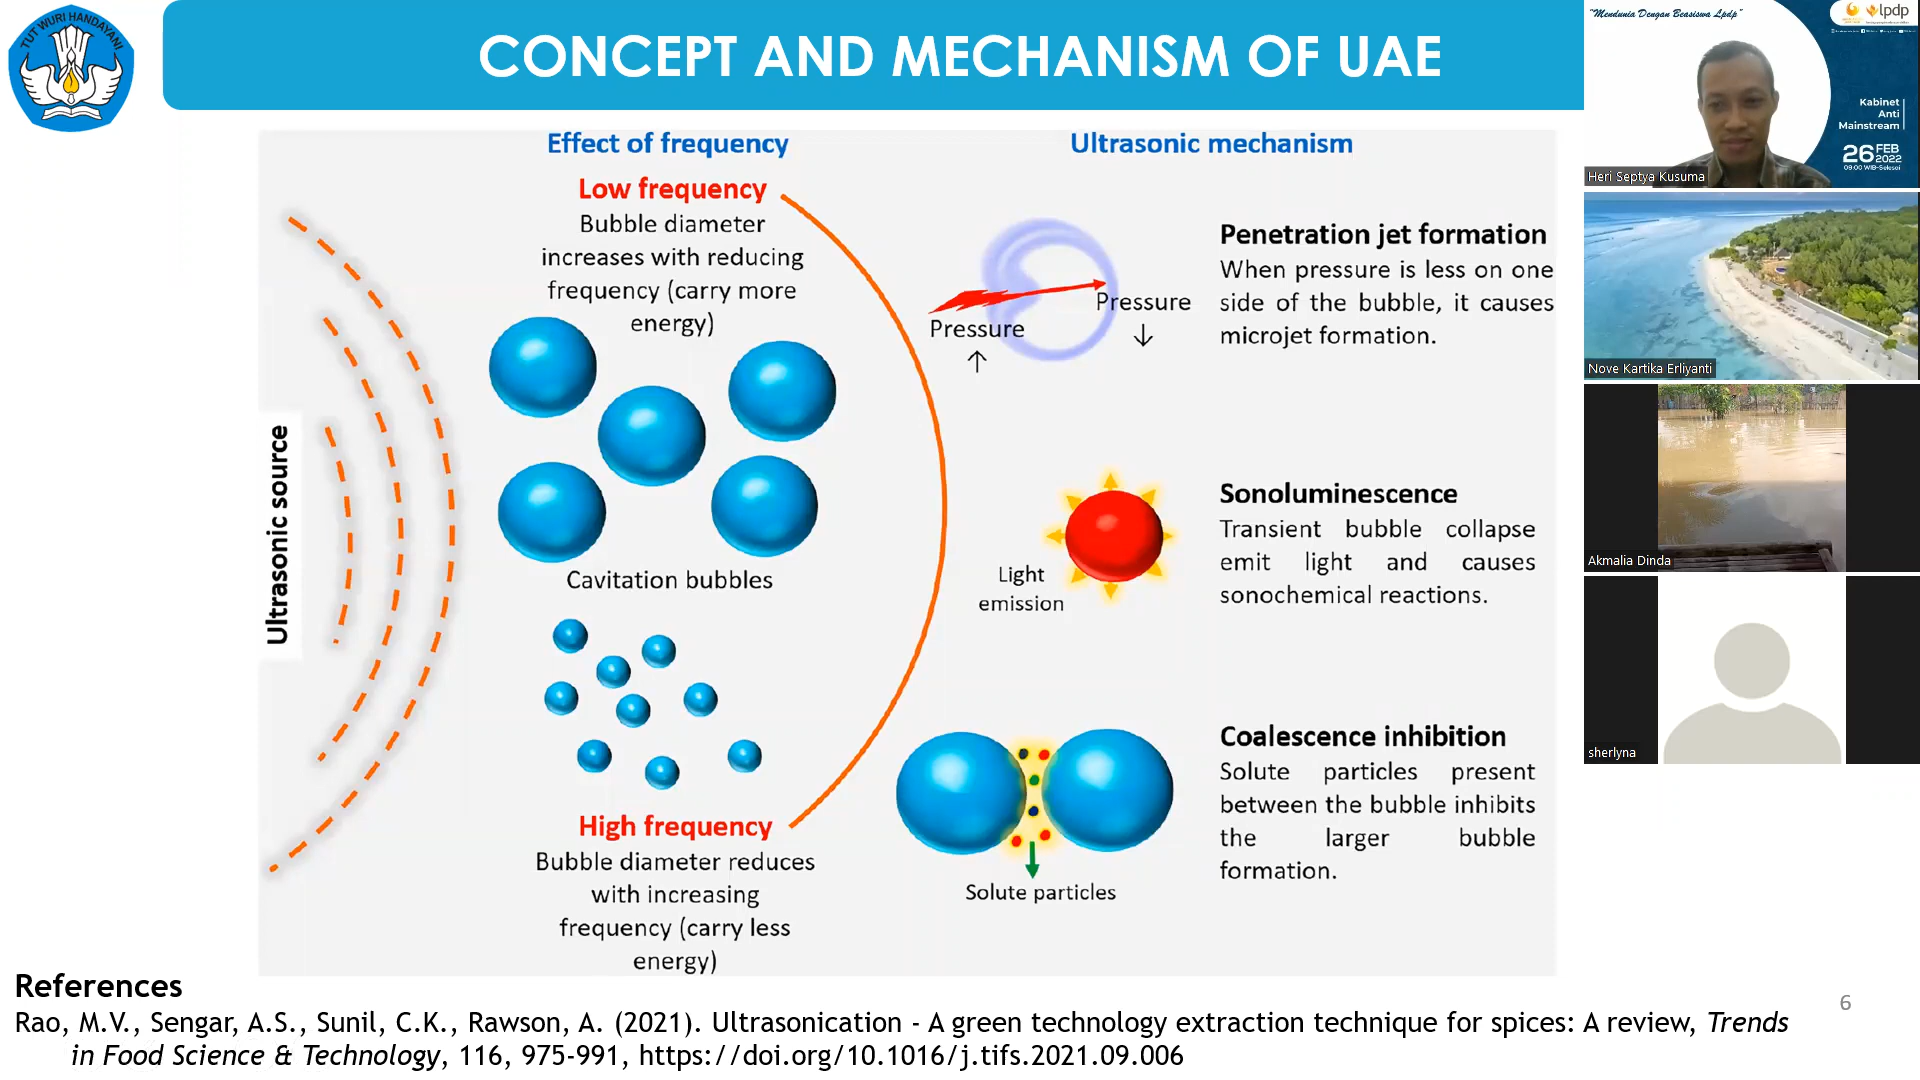 TUT WURI HANDAYANI
CONCEPT AND MECHANISM OF UAE
Effect of frequency
Low frequency
Bubble diameter
increases with reducing
frequency (carry more
energy)
Cavitation bubbles
High frequency
Bubble diameter reduces
with increasing
frequency (carry less
energy)
Ultrasonic source
Ultrasonic mechanism
Pressure
↑
Pressure
↓
Penetration jet formation
When pressure is less on one
side of the bubble, it causes
microjet formation.
Light
emission
Sonoluminescence
Transient bubble collapse
emit light and causes
sonochemical reactions.
Solute particles
Coalescence inhibition
Solute particles present
between the bubble inhibits
the larger bubble
formation.
References
Rao, M.V., Sengar, A.S., Sunil, C.K., Rawson, A. (2021). Ultrasonication - A green technology extraction technique for spices: A review, Trends
in Food Science & Technology, 116, 975-991, https://doi.org/10.1016/j.tifs.2021.09.006
6
"Mendunia Dengan Beasiswa Lpdp"
lpdp
Kabinet
Anti
Mainstream
26 FEB
2022
09:00 WIB-Selesai
Heri Septya Kusuma
Nove Kartika Erliyanti
Akmalia Dinda
sherlyna